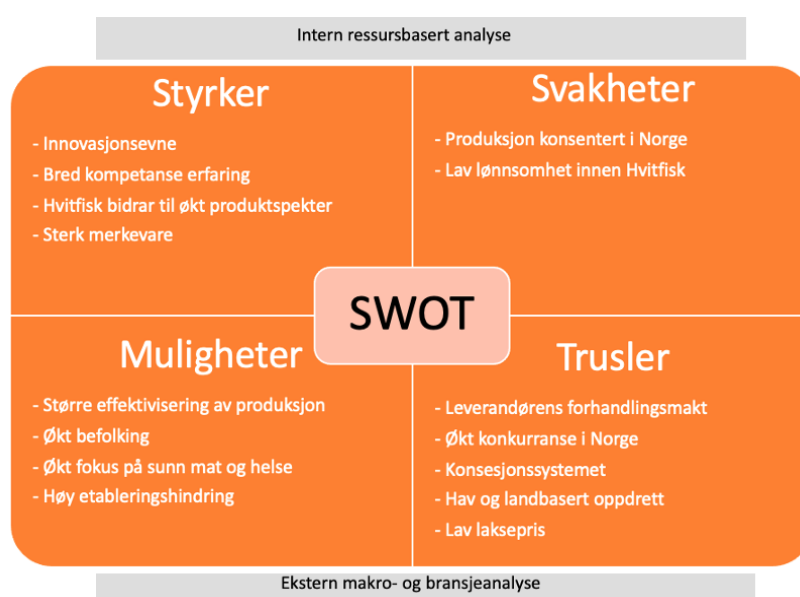 Intern ressursbasert analyse
Styrker
- Innovasjonsevne
- Bred kompetanse erfaring
- Hvitfisk bidrar til økt produktspekter
- Sterk merkevare
Svakheter
- Produksjon konsentert i Norge
- Lav lønnsomhet innen Hvitfisk
SWOT
Muligheter
- Større effektivisering av produksjon
- Økt befolking
- Økt fokus på sunn mat og helse
- Høy etableringshindring
Trusler
- Leverandørens forhandlingsmakt
- Økt konkurranse i Norge
- Konsesjonssystemet
- Hav og landbasert oppdrett
- Lav laksepris
Ekstern makro- og bransjeanalyse